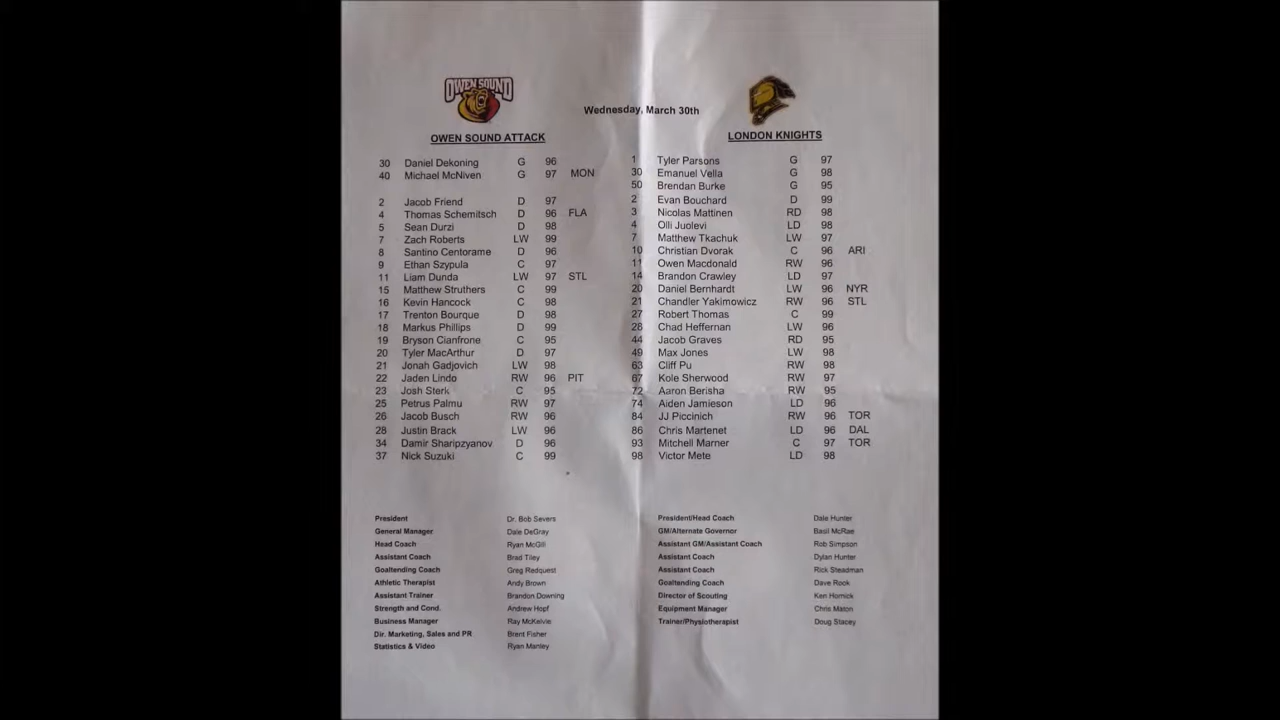 OWEN SOUND
Wednesday, March 30th
OWEN SOUND ATTACK
30 Daniel Dekoning G 96
40 Michael McNiven G 97 MON
2 Jacob Friend D 97
4 Thomas Schemitsch D 96 FLA
5 Sean Durzi D 98
7 Zach Roberts LW 99
8 Santino Centorame D 96
9 Ethan Szypula C 97
11 Liam Dunda LW 97 STL
15 Matthew Struthers C 99
16 Kevin Hancock C 98
17 Trenton Bourque D 98
18 Markus Phillips D 99
19 Bryson Cianfrone C 95
20 Tyler MacArthur D 97
21 Jonah Gadjovich LW 98
22 Jaden Lindo RW 96 PIT
23 Josh Sterk C 95
25 Petrus Palmu RW 97
26 Jacob Busch RW 96
28 Justin Brack LW 96
34 Damir Sharipzyanov D 96
37 Nick Suzuki C 99
LONDON KNIGHTS
1 Tyler Parsons G 97
30 Emanuel Vella G 98
50 Brendan Burke G 95
2 Evan Bouchard D 99
3 Nicolas Mattinen RD 98
4 Olli Juolevi LD 98
7 Matthew Tkachuk LW 97
10 Christian Dvorak C 96 ARI
11 Owen Macdonald RW 96
14 Brandon Crawley LD 97
20 Daniel Bernhardt LW 96 NYR
21 Chandler Yakimowicz RW 96 STL
27 Robert Thomas C 99
28 Chad Heffernan LW 96
44 Jacob Graves RD 95
49 Max Jones LW 98
63 Cliff Pu RW 98
67 Kole Sherwood RW 97
72 Aaron Berisha RW 95
74 Aiden Jamieson LD 96
84 JJ Piccinich RW 96 TOR
86 Chris Martenet LD 96 DAL
93 Mitchell Marner C 97 TOR
98 Victor Mete LD 98
President Dr. Bob Severs
General Manager Dale DeGray
Head Coach Ryan McGill
Assistant Coach Brad Tiley
Goaltending Coach Greg Redquest
Athletic Therapist Andy Brown
Assistant Trainer Brandon Downing
Strength and Cond. Andrew Hopf
Business Manager Ray McKelvie
Dir. Marketing, Sales and PR Brent Fisher
Statistics & Video Ryan Manley
President/Head Coach Dale Hunter
GM/Alternate Governor Basil McRae
Assistant GM/Assistant Coach Rob Simpson
Assistant Coach Dylan Hunter
Assistant Coach Rick Steadman
Goaltending Coach Dave Rook
Director of Scouting Ken Hornick
Equipment Manager Chris Maton
Trainer/Physiotherapist Doug Stacey